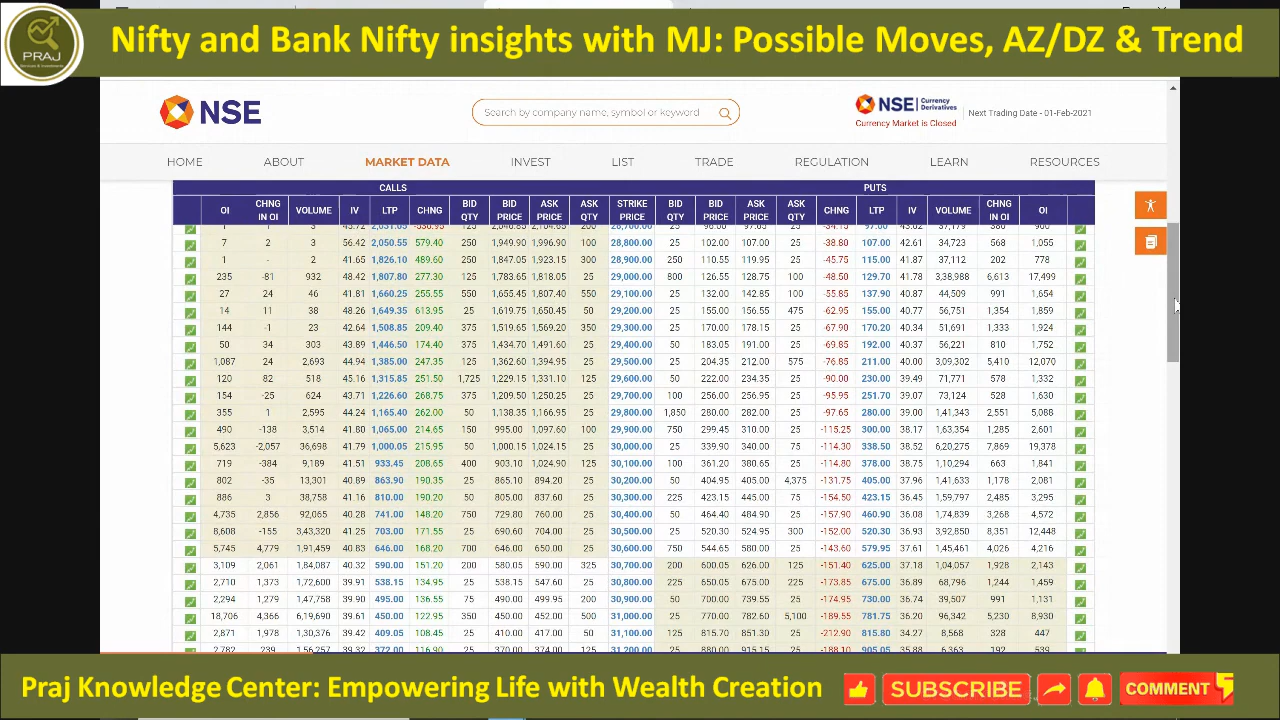 Nifty and Bank Nifty insights with MJ: Possible Moves, AZ/DZ & Trend
PRAJ
NSE
Search by company name, symbol or keyword
NSE Currency Derivatives
Currency Market is Closed
Next Trading Date - 01-Feb-2021
HOME ABOUT MARKET DATA INVEST LIST TRADE REGULATION LEARN RESOURCES
CALLS PUTS
OI CHNG IN OI VOLUME IV LTP CHNG BID QTY BID PRICE ASK PRICE ASK QTY STRIKE PRICE BID QTY BID PRICE ASK PRICE ASK QTY CHNG LTP IV VOLUME CHNG IN OI OI
7 2 3 56.42 2,050.55 579.40 250 1,949.90 1,996.90 100 28,800.00 25 102.00 107.00 25 -38.80 107.00 42.61 34,723 568 1,055
1 - 2 41.65 1,826.10 489.60 250 1,847.05 1,923.15 300 28,900.00 250 110.55 119.95 25 -45.75 115.00 41.87 37,112 202 778
235 -81 932 48.42 1,807.80 277.30 250 1,783.65 1,818.05 25 29,000.00 800 126.55 128.75 100 -48.50 129.70 41.78 3,38,988 6,613 17,499
27 24 46 41.81 1,660.25 255.55 550 1,655.45 1,807.40 550 29,100.00 25 132.00 142.85 100 -55.85 137.90 40.87 44,509 991 1,654
14 11 38 48.26 1,649.35 613.95 25 1,619.75 1,650.45 50 29,200.00 25 155.00 156.55 475 -62.95 155.00 40.77 56,751 1,354 1,859
144 -1 23 42.64 1,508.85 209.40 375 1,519.65 1,569.20 350 29,300.00 25 170.00 178.15 25 -67.90 170.20 40.34 51,691 1,333 1,924
50 34 303 43.89 1,446.50 174.40 100 1,434.70 1,491.60 25 29,400.00 50 183.05 191.00 25 -69.85 192.00 40.37 56,221 810 1,752
1,087 24 2,693 44.94 1,385.00 247.35 125 1,362.60 1,394.95 25 29,500.00 25 204.35 212.00 575 -76.85 211.00 40.00 3,09,302 5,410 12,070
120 82 518 45.16 1,315.85 251.50 1,725 1,229.15 1,331.10 125 29,600.00 50 222.00 234.35 25 -90.00 230.00 39.49 71,771 578 1,332
154 -25 624 43.71 1,226.60 268.75 375 1,209.50 1,250.25 25 29,700.00 100 256.00 256.95 25 -95.95 251.70 39.07 73,124 528 1,630
355 1 2,595 44.24 1,165.40 262.00 50 1,138.35 1,166.95 25 29,800.00 1,850 280.00 282.00 25 -97.65 280.00 39.00 1,41,343 2,551 5,088
490 -138 3,514 41.80 1,065.00 214.65 150 995.00 1,097.60 100 29,900.00 750 299.45 310.00 25 -115.25 300.00 38.17 1,63,354 1,285 2,601
5,623 -2,057 36,698 41.79 1,000.05 215.95 25 1,000.15 1,024.15 25 30,000.00 25 339.90 340.00 75 -114.30 338.50 38.52 6,20,275 7,869 19,378
719 -384 9,189 41.51 933.45 208.65 400 903.10 1,024.90 125 30,100.00 100 361.20 380.65 25 -114.80 378.00 38.75 1,10,294 663 1,841
802 -35 13,301 40.89 863.90 190.35 25 865.10 894.20 25 30,200.00 50 404.95 405.00 4,375 -131.75 405.00 37.96 1,41,633 1,178 2,081
886 3 38,758 41.16 810.00 190.20 50 805.00 837.60 25 30,300.00 225 423.15 445.00 25 -154.50 423.15 36.45 1,59,797 2,485 3,295
4,735 2,856 92,065 41.28 741.00 148.20 750 729.80 760.00 25 30,400.00 50 464.40 484.90 25 -157.90 460.90 36.08 1,74,839 3,268 4,572
8,608 -155 3,43,320 41.25 703.00 171.55 25 690.60 704.00 25 30,500.00 25 520.30 524.95 300 -152.00 520.30 37.23 3,92,850 8,351 12,448
5,745 4,779 1,91,459 40.83 646.00 168.20 700 646.00 650.00 25 30,600.00 750 544.65 580.00 25 -143.60 579.95 37.61 1,45,461 4,026 4,216
3,109 2,061 1,84,087 40.32 590.00 151.20 200 580.05 590.00 325 30,700.00 200 600.05 626.00 125 -151.40 625.00 37.18 1,04,057 1,928 2,143
2,710 1,373 1,72,600 39.91 538.15 134.95 25 538.15 547.60 25 30,800.00 225 650.05 675.00 225 -173.85 675.00 36.89 68,796 1,244 1,459
2,294 1,279 1,47,758 39.90 495.00 136.55 75 490.00 499.95 200 30,900.00 50 700.00 739.55 25 -174.95 730.00 36.74 39,507 991 1,131
18,706 4,366 6,19,690 41.61 450.00 122.95 350 450.00 452.00 500 31,000.00 25 770.00 782.60 5,100 -189.55 781.75 36.20 96,342 5,230 8,930
2,871 1,978 1,30,376 39.42 409.05 108.45 100 410.00 417.00 50 31,100.00 125 815.70 851.30 25 -212.90 815.80 34.27 8,568 328 447
2,782 239 1,56,257 39.32 372.00 116.90 25 370.00 374.00 125 31,200.00 50 880.00 915.15 25 -188.10 905.05 35.88 6,363 192 539
Praj Knowledge Center: Empowering Life with Wealth Creation
SUBSCRIBE
COMMENT